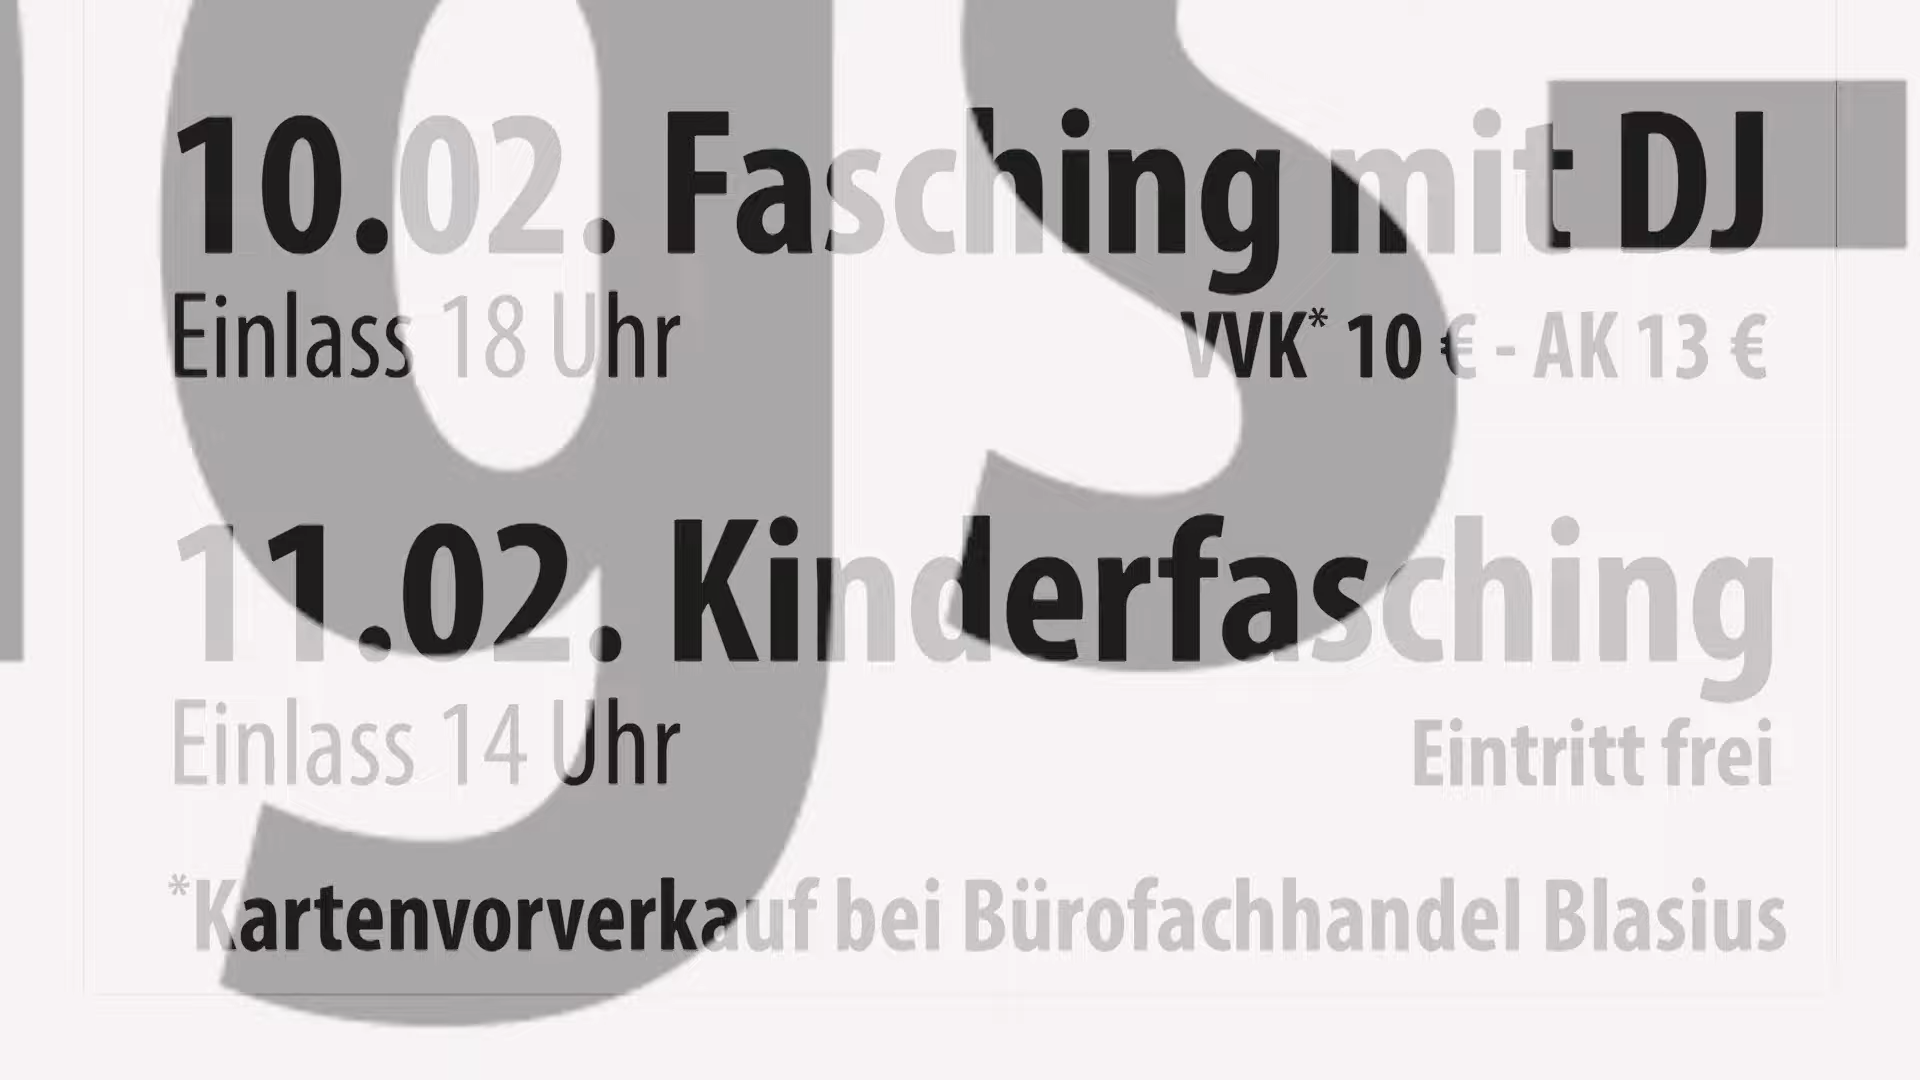 gs-
10.02. Fasching mit DJ
Einlass 18 Uhr
VVK* 10 € - AK 13 €
11.02. Kinderfasching
Einlass 14 Uhr
Eintritt frei
*Kartenvorverkauf bei Bürofachhandel Blasius